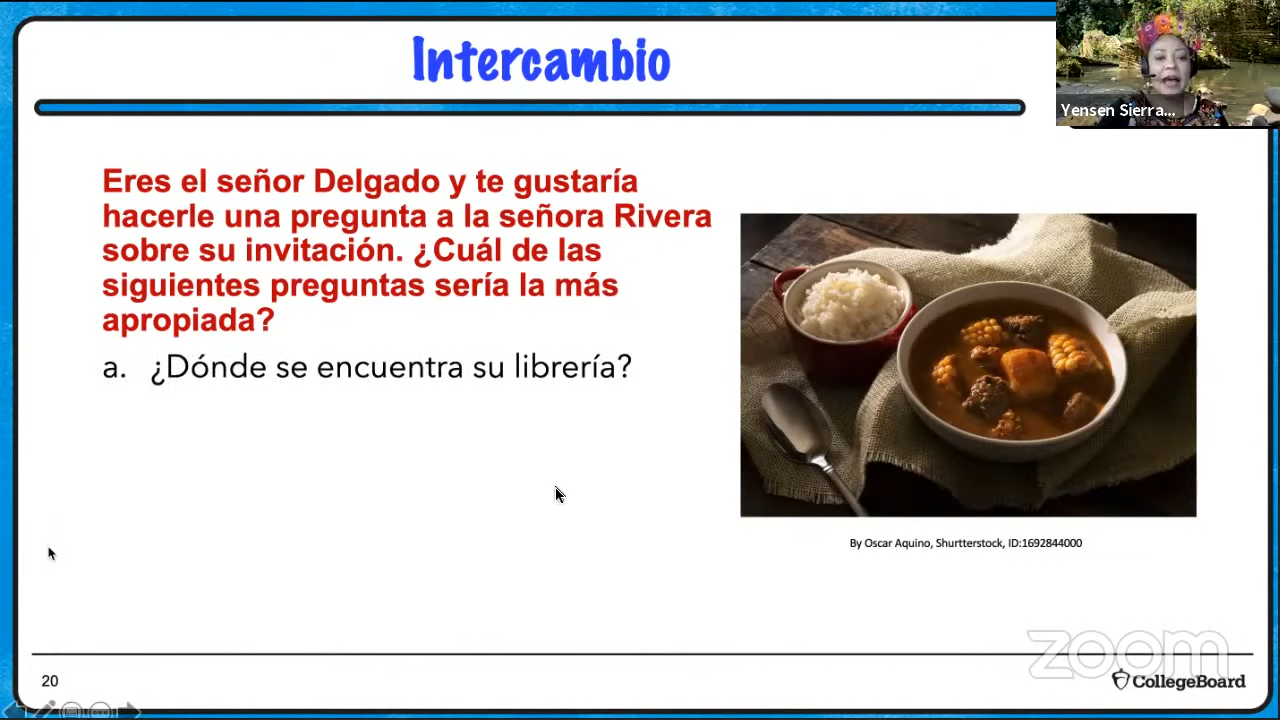 Intercambio
Yensen Sierra...
Eres el señor Delgado y te gustaría
hacerle una pregunta a la señora Rivera
sobre su invitación. ¿Cuál de las
siguientes preguntas sería la más
apropiada?
a. ¿Dónde se encuentra su librería?
By Oscar Aquino, Shurtterstock, ID:1692844000
zoom
20
CollegeBoard